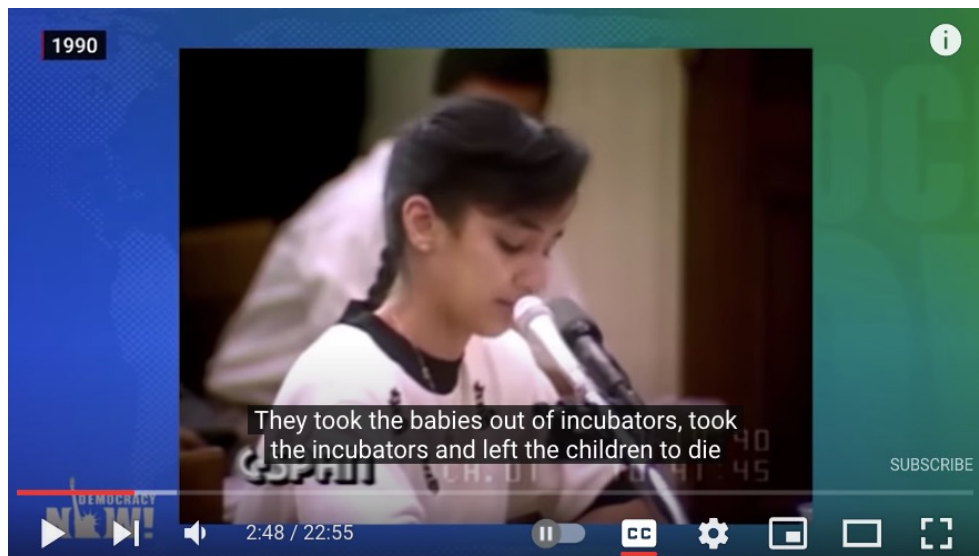 1990
They took the babies out of incubators, took
the incubators and left the children to die
SUBSCRIBE
DEMOCRACY
NOW!
2:48 / 22:55
CC